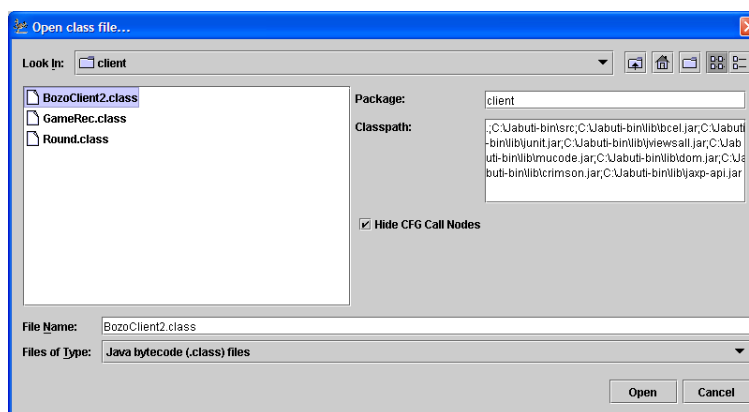 Open class file...
Look In: client
BozoClient2.class
GameRec.class
Round.class
Package: client
Classpath: .;C:\Jabuti-bin\src;C:\Jabuti-bin\lib\bcel.jar;C:\Jabuti
-bin\lib\junit.jar;C:\Jabuti-bin\lib\jviewsall.jar;C:\Jab
uti-bin\lib\mucode.jar;C:\Jabuti-bin\lib\dom.jar;C:\Ja
buti-bin\lib\crimson.jar;C:\Jabuti-bin\lib\jaxp-api.jar
Hide CFG Call Nodes
File Name: BozoClient2.class
Files of Type: Java bytecode (.class) files
Open Cancel